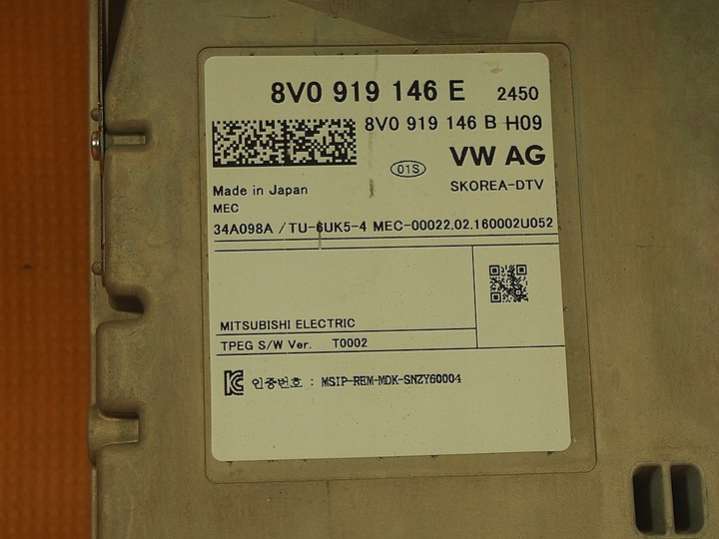 8V0 919 146 E 2450
8V0 919 146 B H09
01S
VW AG
Made in Japan
SKOREA-DTV
MEC
34A098A / TU-6UK5-4 MEC-00022.02.160002U052
MITSUBISHI ELECTRIC
TPEG S/W Ver. T0002
인증번호 : MSIP-REM-MDK-SNZY60004